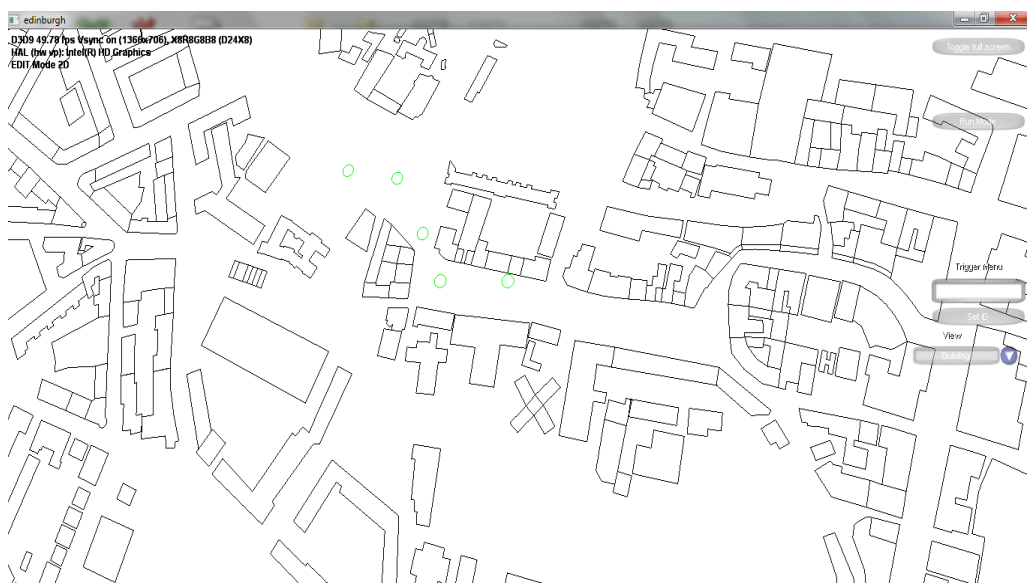 edinburgh
D3D9 49.78 fps Vsync on (1366x706), X8R8G8B8 (D24X8)
HAL (hw vp): Intel(R) HD Graphics
EDIT Mode 2D
Toggle full screen
Run Mode
Trigger Menu
Set ID
View
Building